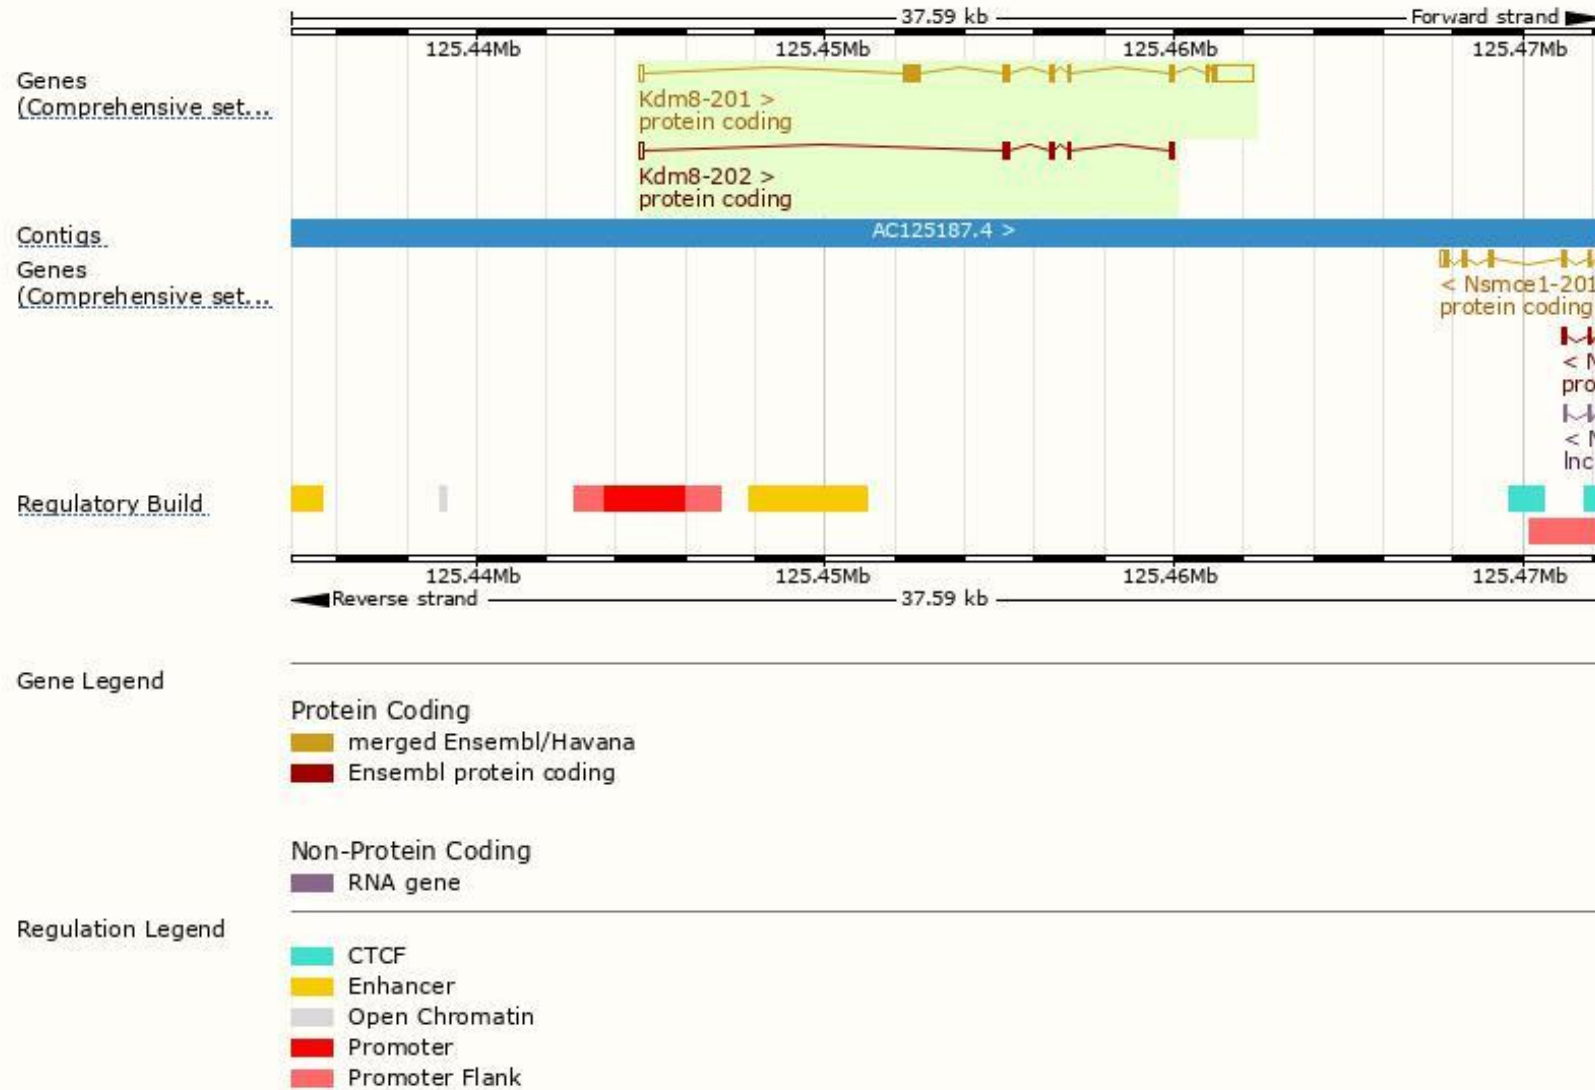 37.59 kb Forward strand
125.44Mb 125.45Mb 125.46Mb 125.47Mb
Genes
(Comprehensive set...
Kdm8-201 >
protein coding
Kdm8-202 >
protein coding
Contigs
AC125187.4 >
Genes
(Comprehensive set...
< Nsmce1-201
protein coding
< N
pro
< N
lnc
Regulatory Build
125.44Mb 125.45Mb 125.46Mb 125.47Mb
Reverse strand 37.59 kb
Gene Legend
Protein Coding
merged Ensembl/Havana
Ensembl protein coding
Non-Protein Coding
RNA gene
Regulation Legend
CTCF
Enhancer
Open Chromatin
Promoter
Promoter Flank